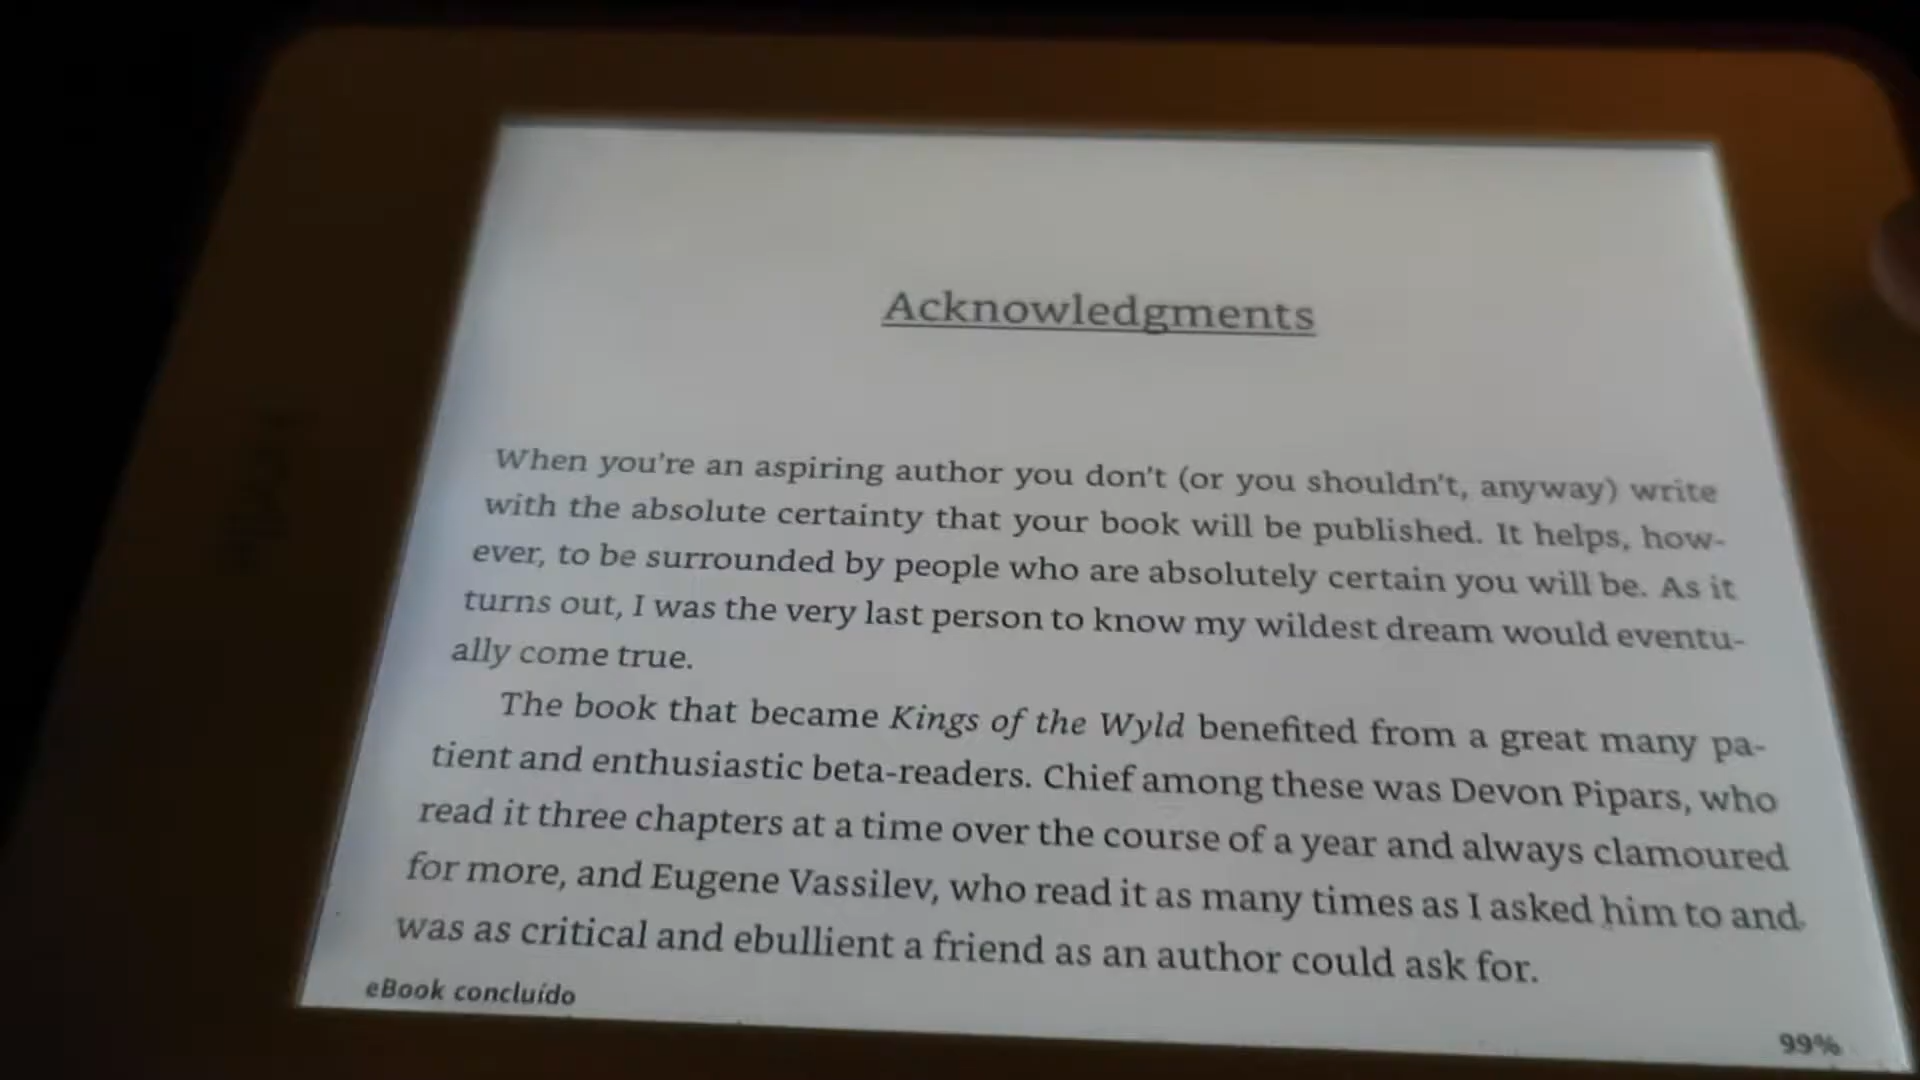 Acknowledgments
When you're an aspiring author you don't (or you shouldn't, anyway) write
with the absolute certainty that your book will be published. It helps, how-
ever, to be surrounded by people who are absolutely certain you will be. As it
turns out, I was the very last person to know my wildest dream would eventu-
ally come true.
The book that became Kings of the Wyld benefited from a great many pa-
tient and enthusiastic beta-readers. Chief among these was Devon Pipars, who
read it three chapters at a time over the course of a year and always clamoured
for more, and Eugene Vassilev, who read it as many times as I asked him to and
was as critical and ebullient a friend as an author could ask for.
eBook concluído
99%